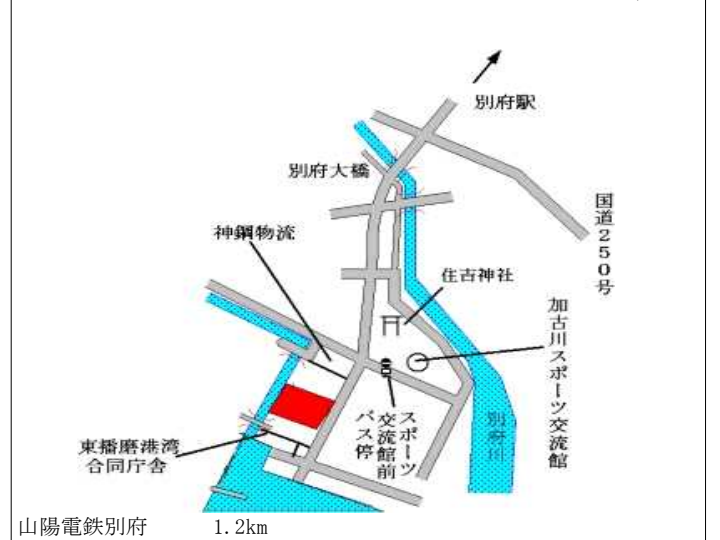 別府駅
別府大橋
国道250号
神鋼物流
住吉神社
加古川スポーツ交流館
スポーツ
交流館前
バス停
別府川
東播磨港湾
合同庁舎
山陽電鉄別府 1.2km